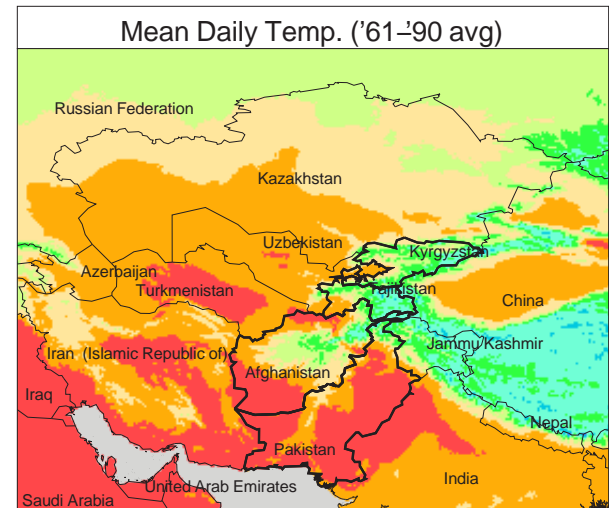 Mean Daily Temp. (’61–’90 avg)
Russian Federation
Kazakhstan
Uzbekistan
Kyrgyzstan
Azerbaijan
Turkmenistan
Tajikistan
China
Iran (Islamic Republic of)
Jammu/Kashmir
Afghanistan
Iraq
Nepal
Pakistan
India
United Arab Emirates
Saudi Arabia